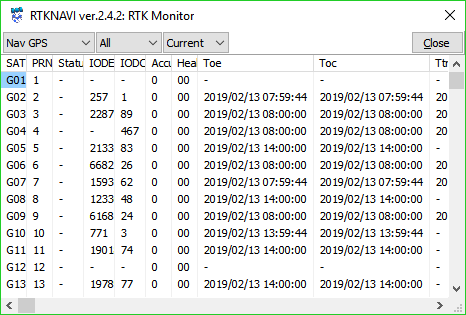 RTKNAVI ver.2.4.2: RTK Monitor
Nav GPS All Current Close
SAT PRN Statu IODE IODC Accu Heal Toe Toc Ttr
G01 1 - - - 0 00 - - -
G02 2 - 257 1 0 00 2019/02/13 07:59:44 2019/02/13 07:59:44 20
G03 3 - 2287 89 0 00 2019/02/13 08:00:00 2019/02/13 08:00:00 20
G04 4 - - 467 0 00 2019/02/13 08:00:00 2019/02/13 08:00:00 20
G05 5 - 2133 83 0 00 2019/02/13 14:00:00 2019/02/13 14:00:00 -
G06 6 - 6682 26 0 00 2019/02/13 08:00:00 2019/02/13 08:00:00 20
G07 7 - 1593 62 0 00 2019/02/13 07:59:44 2019/02/13 07:59:44 20
G08 8 - 1233 48 0 00 2019/02/13 14:00:00 2019/02/13 14:00:00 -
G09 9 - 6168 24 0 00 2019/02/13 08:00:00 2019/02/13 08:00:00 20
G10 10 - 771 3 0 00 2019/02/13 13:59:44 2019/02/13 13:59:44 -
G11 11 - 1901 74 0 00 2019/02/13 14:00:00 2019/02/13 14:00:00 -
G12 12 - - - 0 00 - - -
G13 13 - 1978 77 0 00 2019/02/13 14:00:00 2019/02/13 14:00:00 20